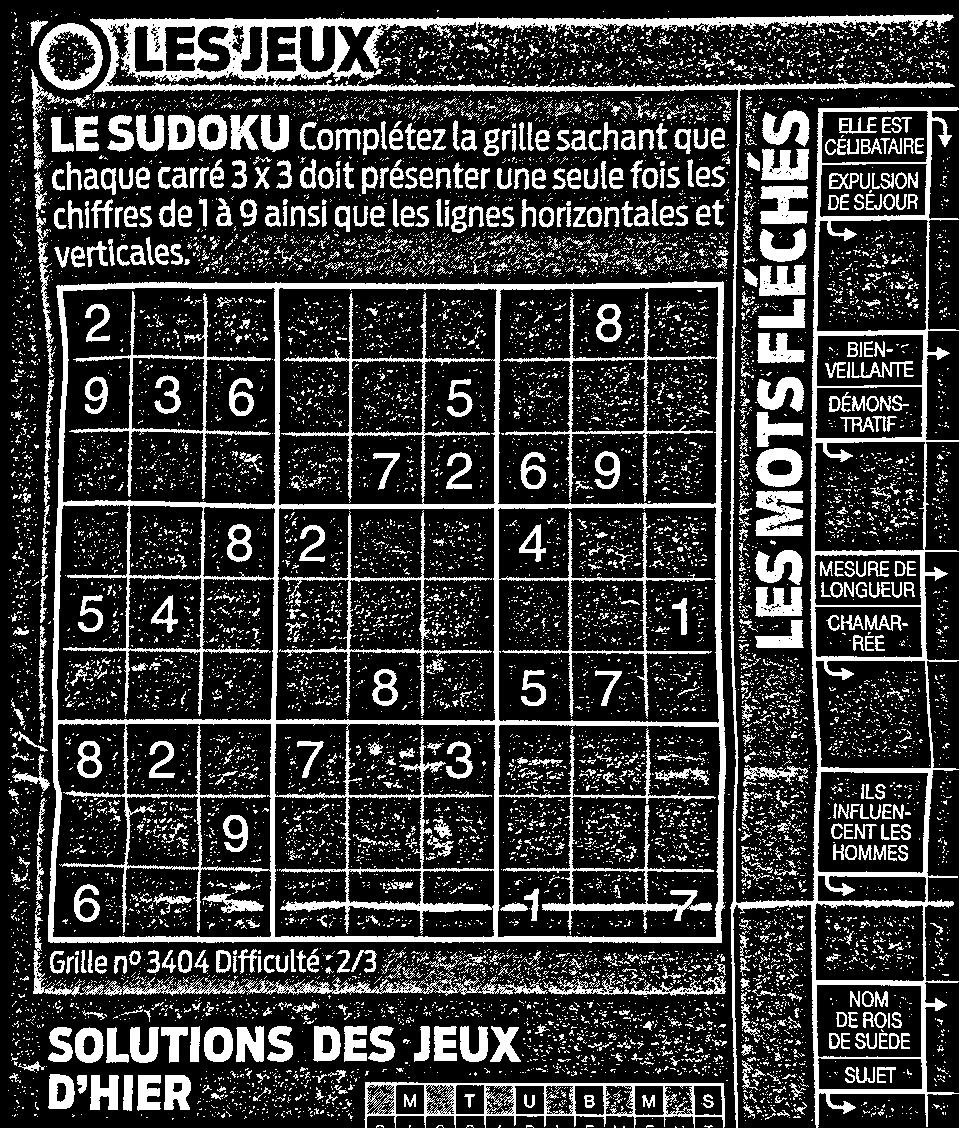 LES JEUX
LE SUDOKU Complétez la grille sachant que
chaque carré 3 x 3 doit présenter une seule fois les
chiffres de 1 à 9 ainsi que les lignes horizontales et
verticales.
2 8
9 3 6 5
7 2 6 9
8 2 4
5 4 1
8 5 7
8 2 7 3
9
6 1 7
Grille nº 3404 Difficulté : 2/3
SOLUTIONS DES JEUX
D'HIER
M T U B M S
LES MOTS FLÉCHÉS
ELLE EST
CÉLIBATAIRE
EXPULSION
DE SÉJOUR
BIEN-
VEILLANTE
DÉMONS-
TRATIF
MESURE DE
LONGUEUR
CHAMAR-
RÉE
ILS
INFLUEN-
CENT LES
HOMMES
NOM
DE ROIS
DE SUÈDE
SUJET